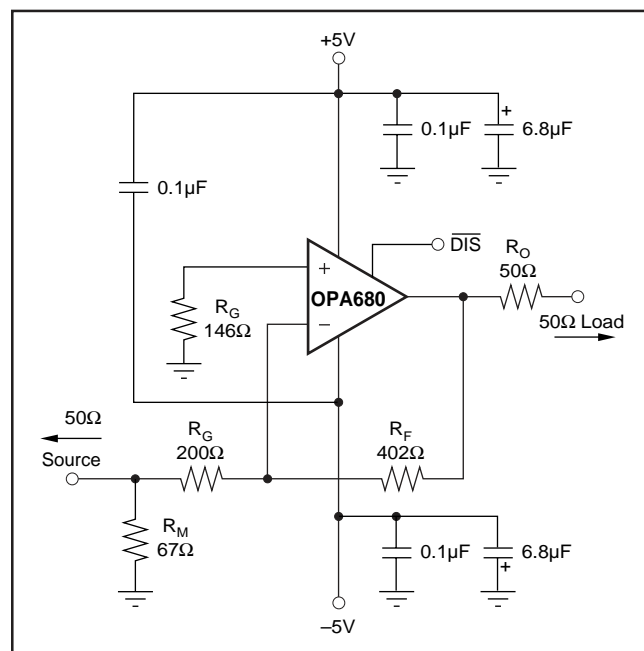 +5V
+
0.1µF
6.8µF
0.1µF
DIS
+
OPA680
−
R_O
50Ω
50Ω Load
R_G
146Ω
50Ω
Source
R_G
200Ω
R_F
402Ω
R_M
67Ω
0.1µF
6.8µF
+
−5V